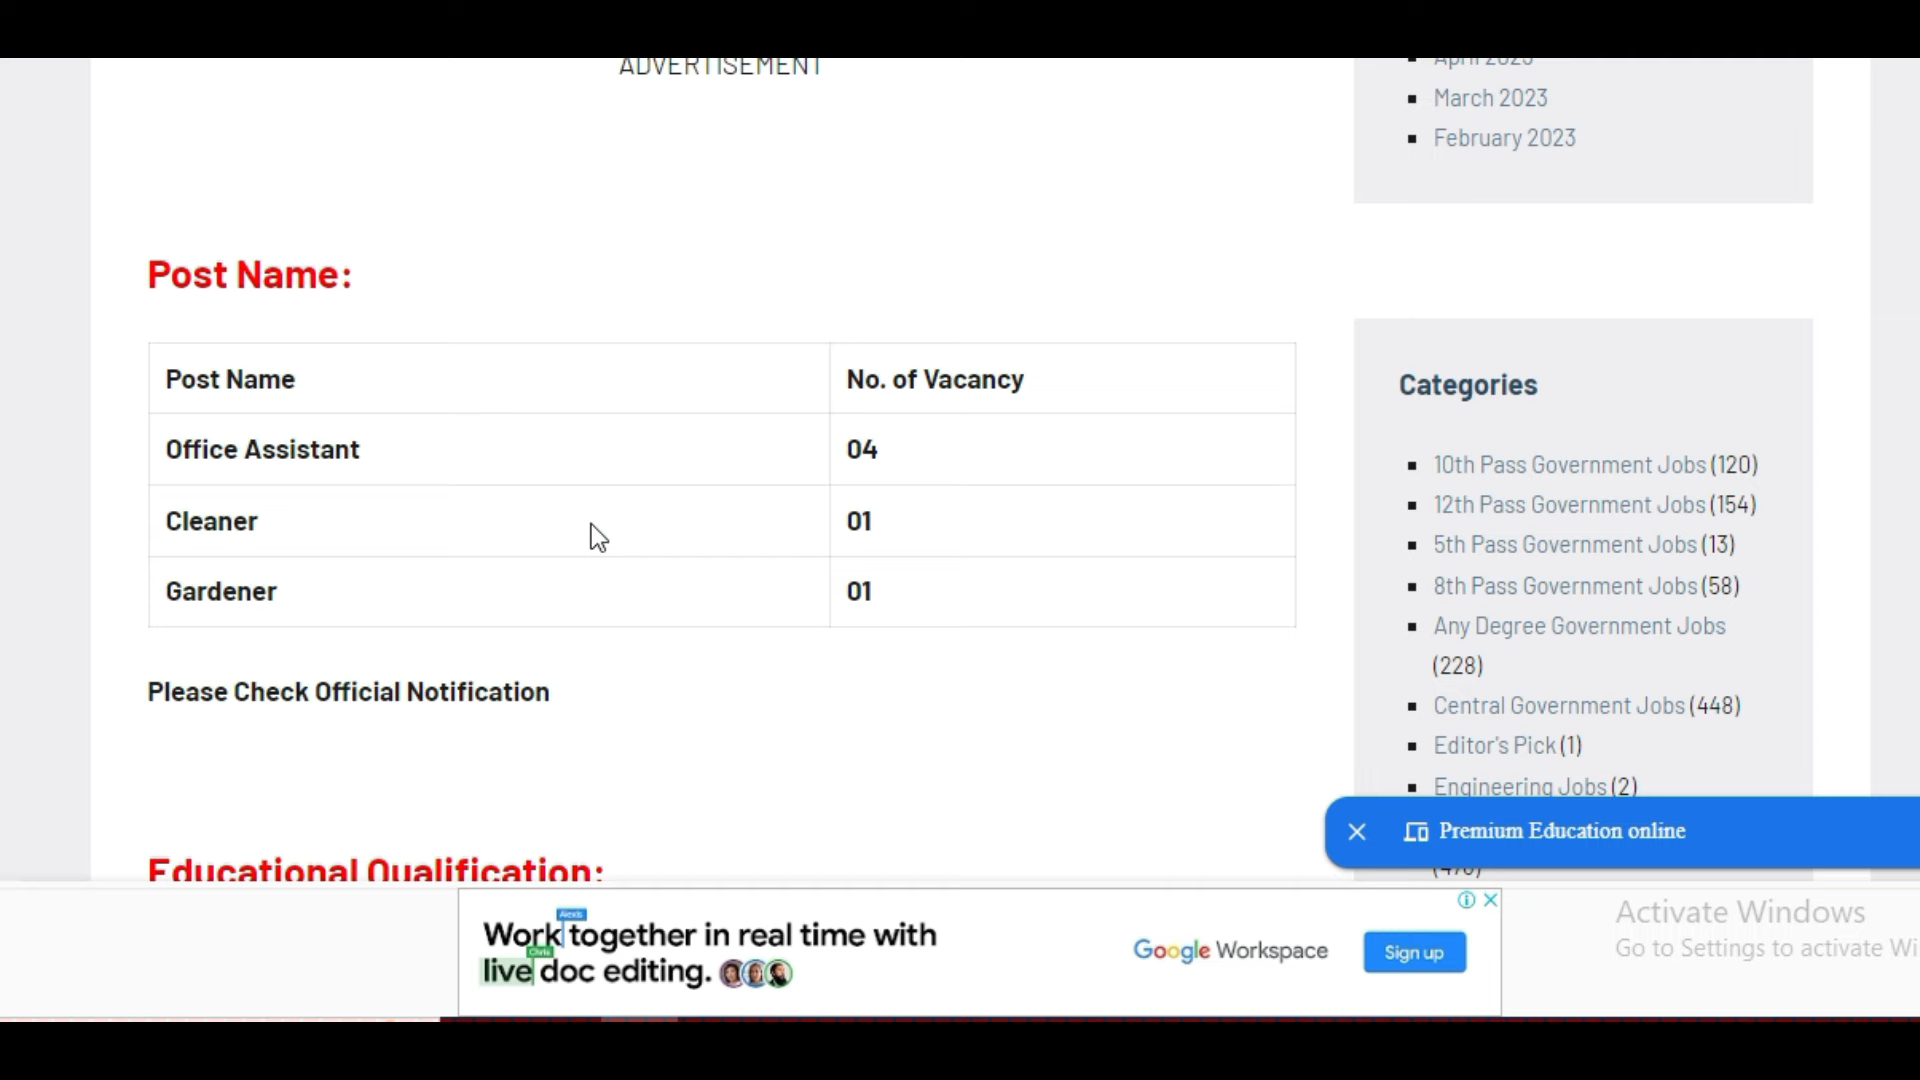 ADVERTISEMENT
April 2023
March 2023
February 2023
Post Name:
Post Name No. of Vacancy
Office Assistant 04
Cleaner 01
Gardener 01
Please Check Official Notification
Educational Qualification:
Categories
10th Pass Government Jobs (120)
12th Pass Government Jobs (154)
5th Pass Government Jobs (13)
8th Pass Government Jobs (58)
Any Degree Government Jobs
(228)
Central Government Jobs (448)
Editor's Pick (1)
Engineering Jobs (2)
Premium Education online
Alexis
Work together in real time with
Chris
live doc editing.
Google Workspace
Sign up
Activate Windows
Go to Settings to activate Wi